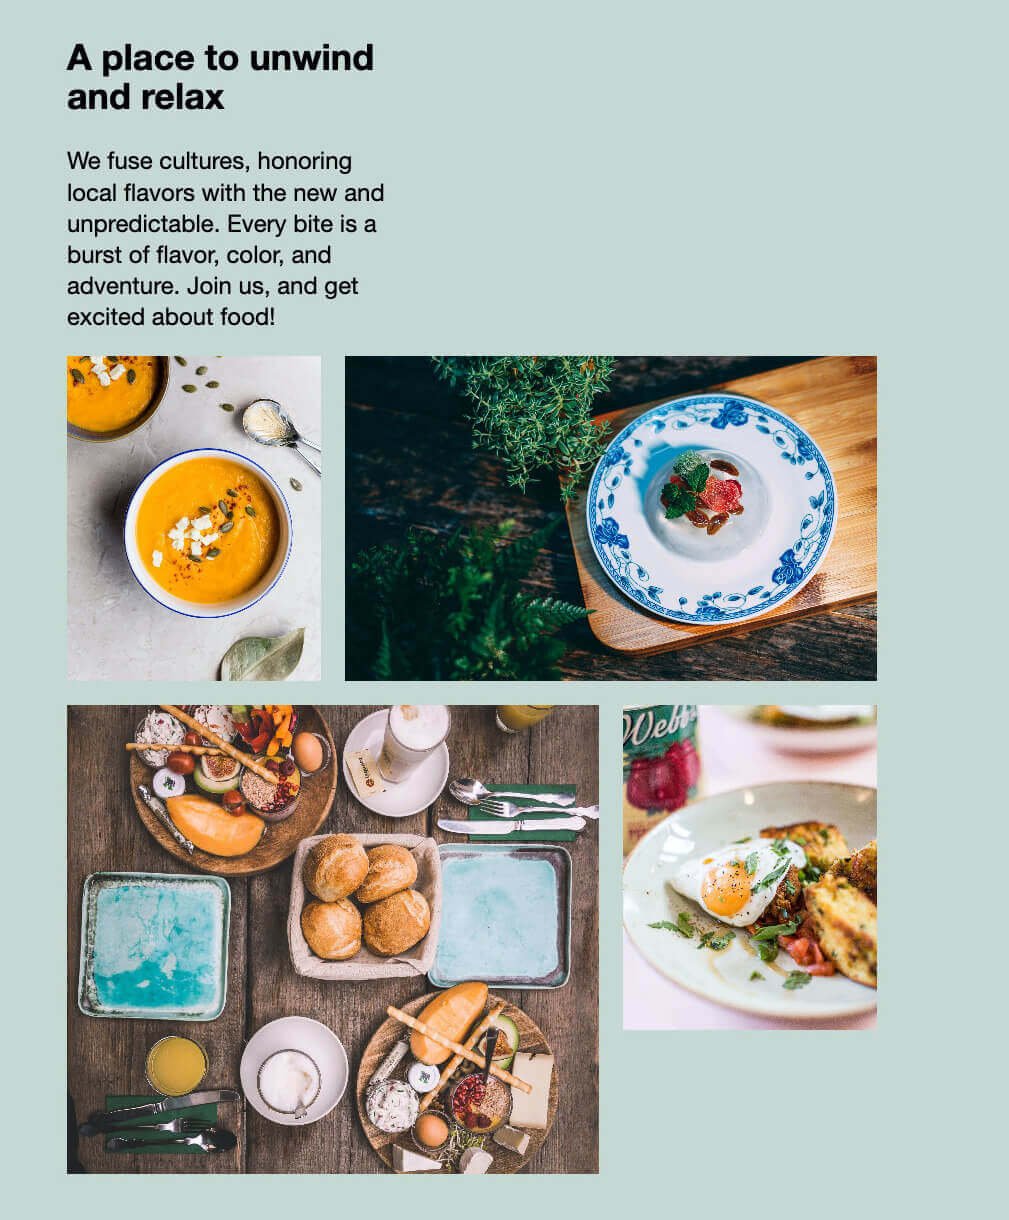 A place to unwind
and relax
We fuse cultures, honoring
local flavors with the new and
unpredictable. Every bite is a
burst of flavor, color, and
adventure. Join us, and get
excited about food!